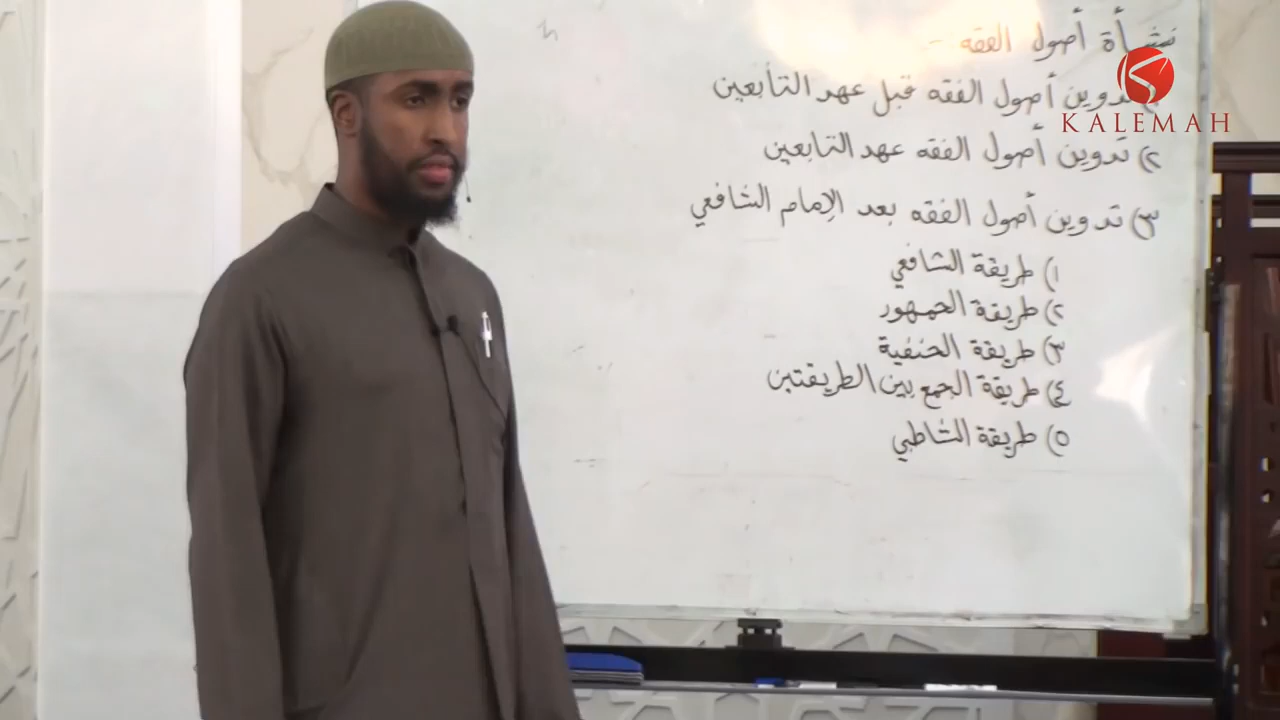 نشأة أصول الفقه
تدوين أصول الفقه قبل عهد التابعين
٢) تدوين أصول الفقه عهد التابعين
٣) تدوين أصول الفقه بعد الإمام الشافعي
١) طريقة الشافعي
٢) طريقة الجمهور
٣) طريقة الحنفية
٤) طريقة الجمع بين الطريقتين
٥) طريقة الشاطبي
KALEMAH